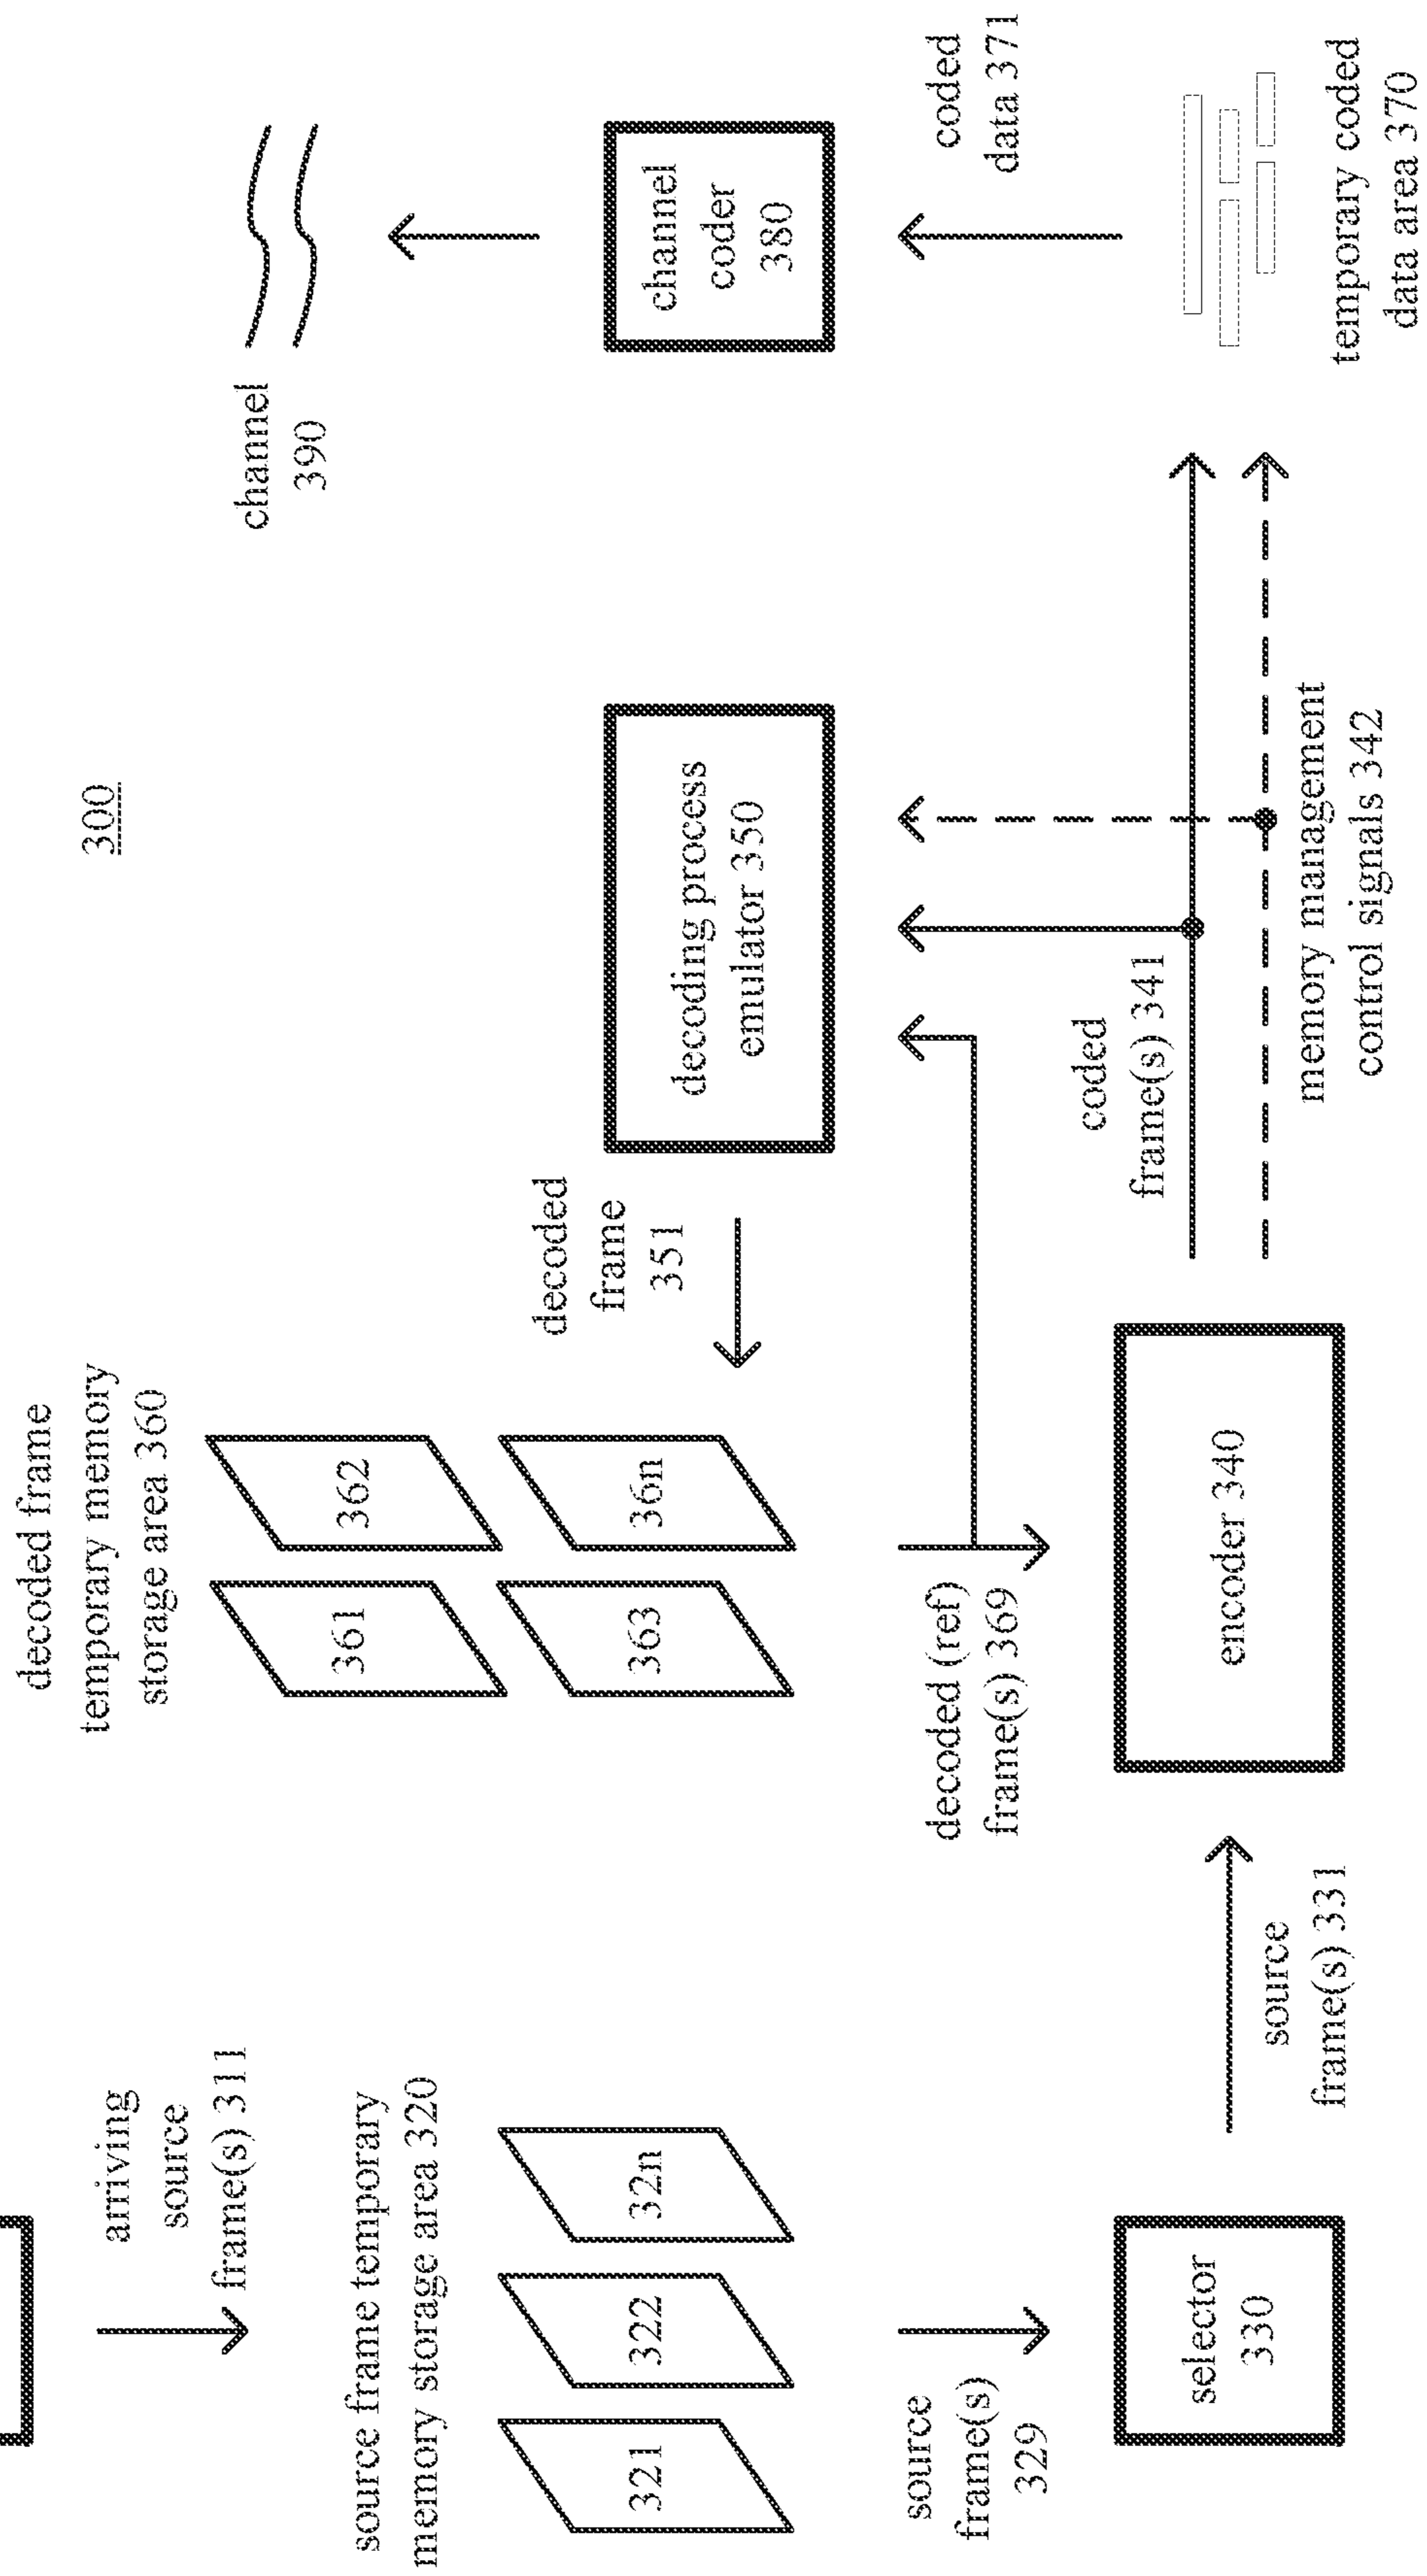 300
arriving
source
frame(s) 311
source frame temporary
memory storage area 320
321
322
32n
source
frame(s)
329
selector
330
source
frame(s) 331
decoded frame
temporary memory
storage area 360
361
362
363
36n
decoded (ref)
frame(s) 369
encoder 340
decoded
frame
351
decoding process
emulator 350
coded
frame(s) 341
memory management
control signals 342
channel
390
channel
coder
380
coded
data 371
temporary coded
data area 370